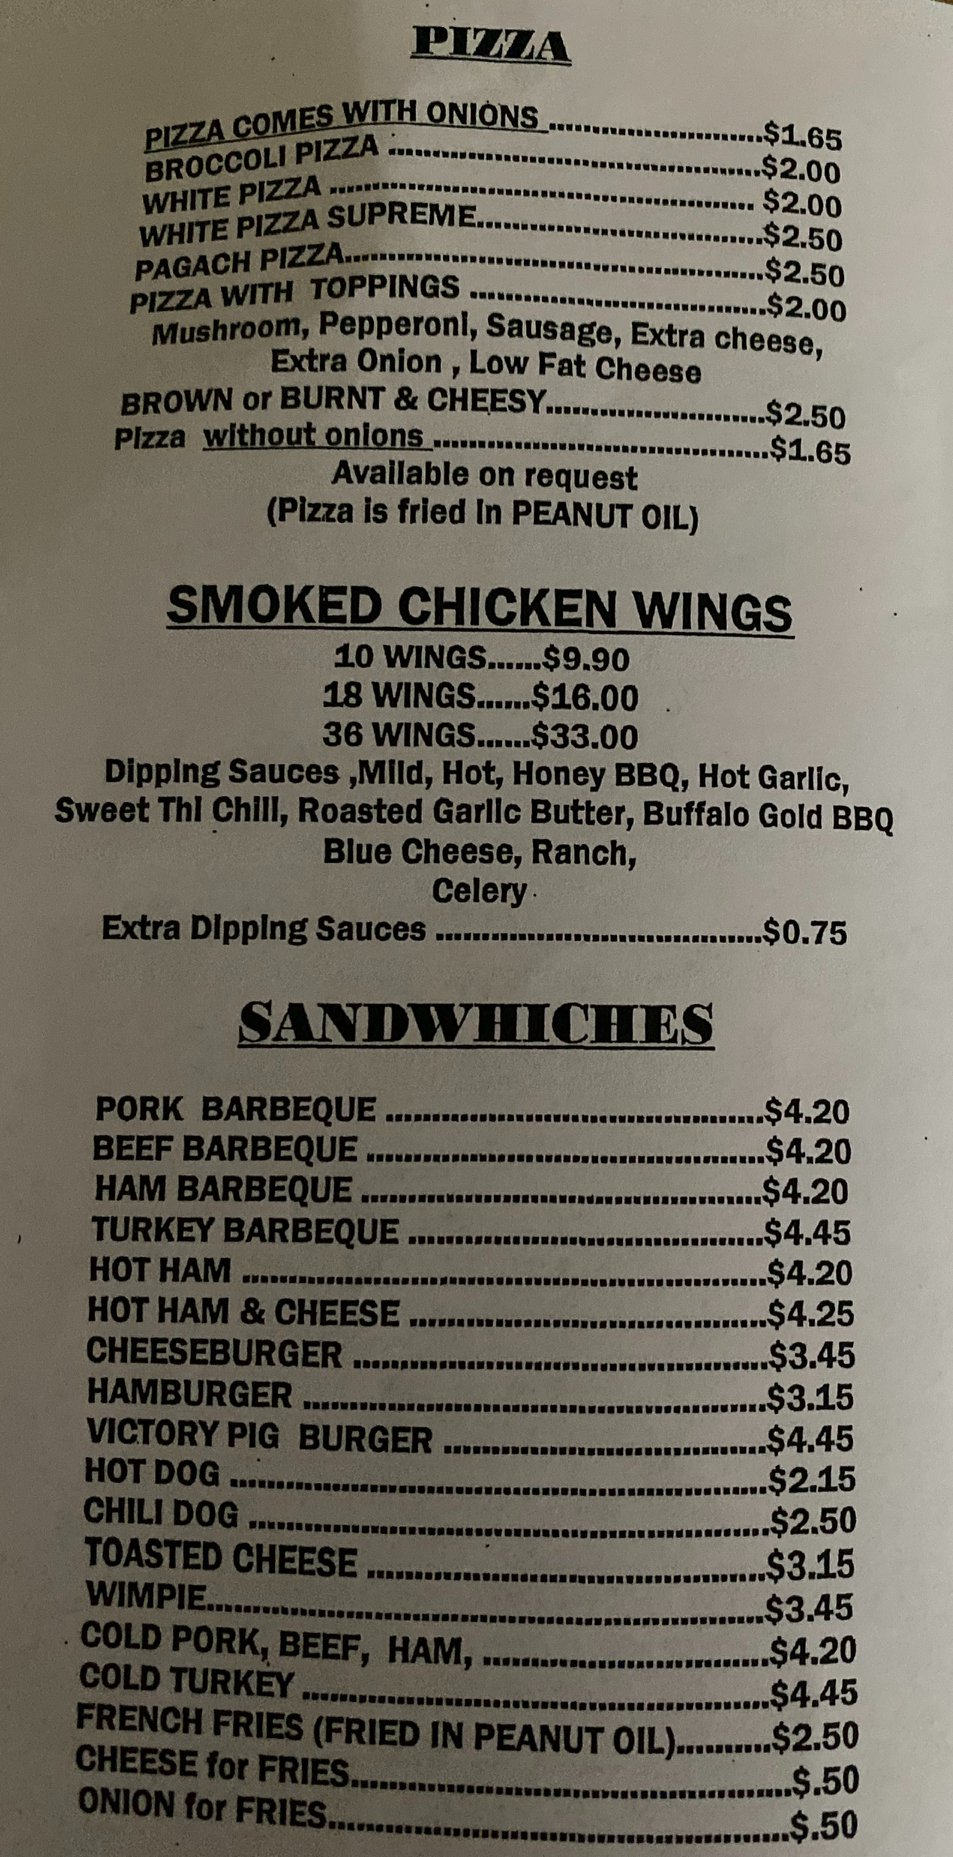 PIZZA
PIZZA COMES WITH ONIONS ............................$1.65
BROCCOLI PIZZA ................................................$2.00
WHITE PIZZA ...................................................... $2.00
WHITE PIZZA SUPREME.....................................$2.50
PAGACH PIZZA......................................................$2.50
PIZZA WITH TOPPINGS .....................................$2.00
Mushroom, Pepperoni, Sausage, Extra cheese,
Extra Onion , Low Fat Cheese
BROWN or BURNT & CHEESY...........................$2.50
Pizza without onions ..........................................$1.65
Available on request
(Pizza is fried in PEANUT OIL)
SMOKED CHICKEN WINGS
10 WINGS......$9.90
18 WINGS......$16.00
36 WINGS......$33.00
Dipping Sauces ,Mild, Hot, Honey BBQ, Hot Garlic,
Sweet Thi Chili, Roasted Garlic Butter, Buffalo Gold BBQ
Blue Cheese, Ranch,
Celery
Extra Dipping Sauces ....................................$0.75
SANDWHICHES
PORK BARBEQUE ..........................................$4.20
BEEF BARBEQUE ............................................$4.20
HAM BARBEQUE ............................................$4.20
TURKEY BARBEQUE .......................................$4.45
HOT HAM .........................................................$4.20
HOT HAM & CHEESE .......................................$4.25
CHEESEBURGER .............................................$3.45
HAMBURGER ...................................................$3.15
VICTORY PIG BURGER ...................................$4.45
HOT DOG ...........................................................$2.15
CHILI DOG .........................................................$2.50
TOASTED CHEESE ...........................................$3.15
WIMPIE.............................................................$3.45
COLD PORK, BEEF, HAM, ...............................$4.20
COLD TURKEY ...................................................$4.45
FRENCH FRIES (FRIED IN PEANUT OIL)..........$2.50
CHEESE for FRIES................................................$.50
ONION for FRIES..................................................$.50